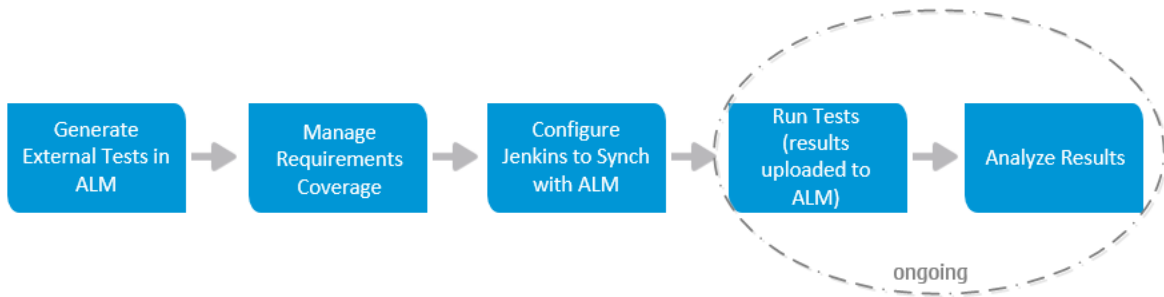 Generate
External Tests in
ALM
Manage
Requirements
Coverage
Configure
Jenkins to Synch
with ALM
Run Tests
(results
uploaded to
ALM)
Analyze Results
ongoing